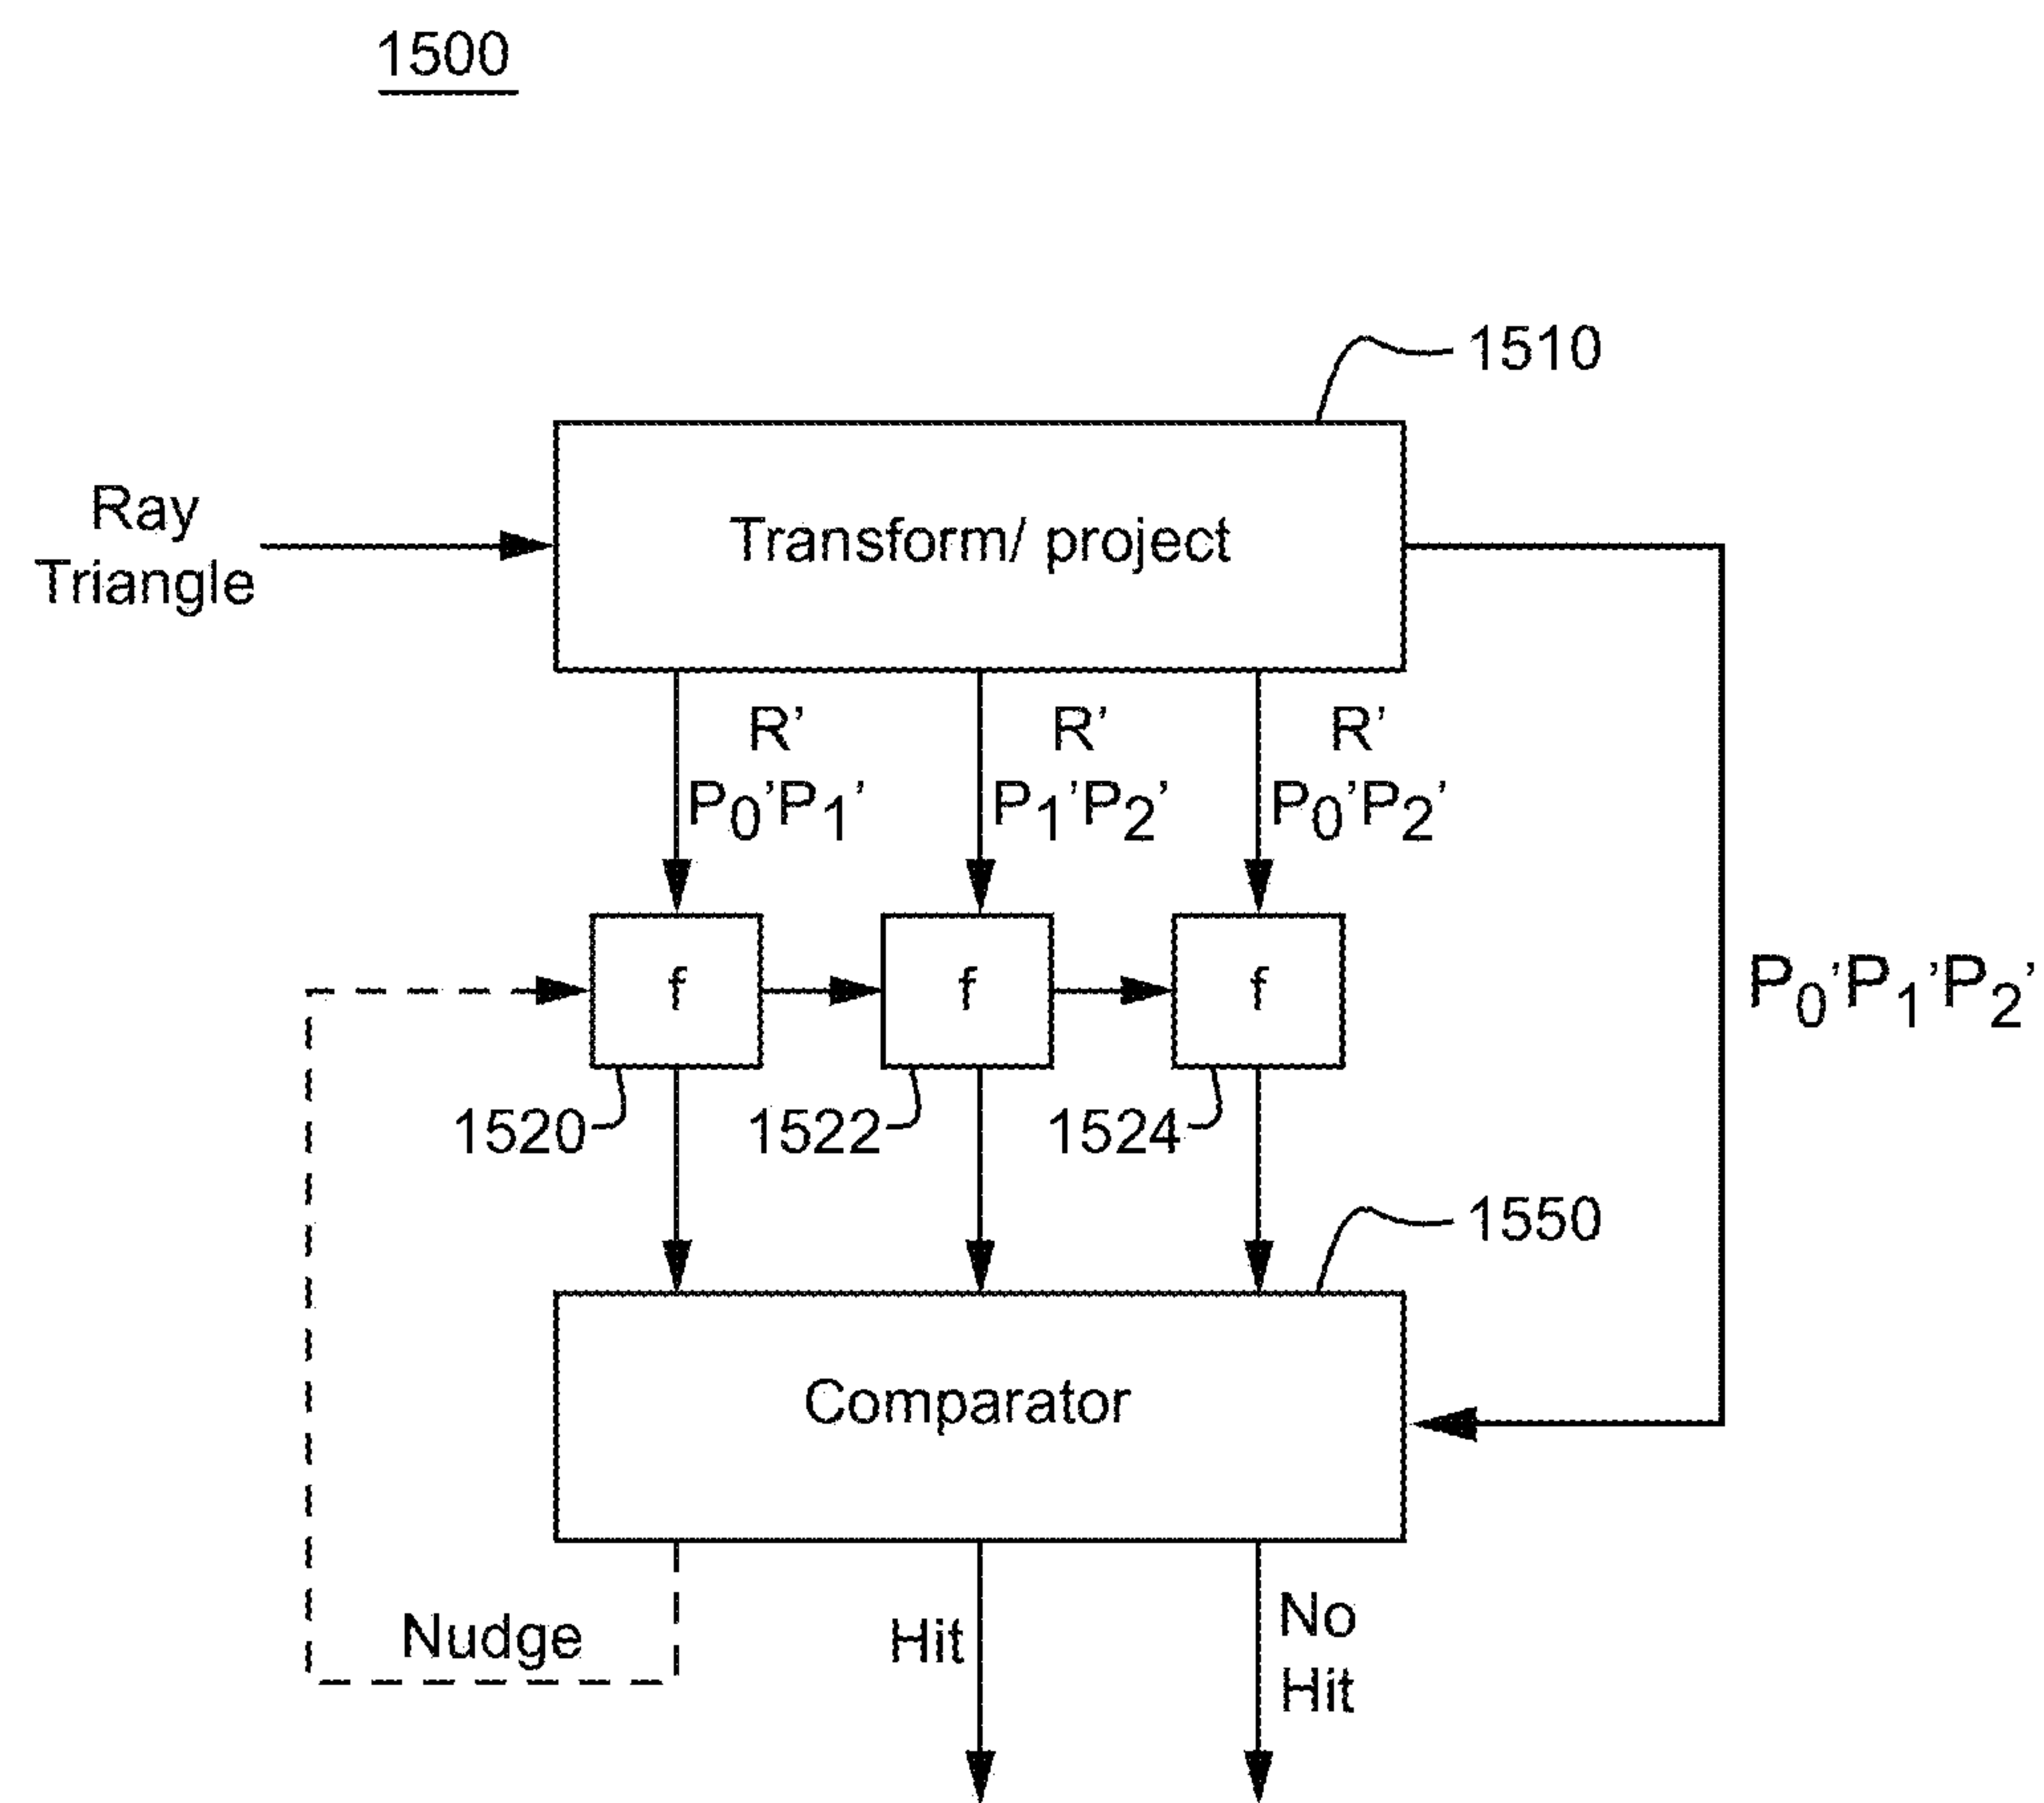 1500
1510
Ray
Triangle
Transform/ project
R’ R’ R’
P0’P1’ P1’P2’ P0’P2’
f f f
P0’P1’P2’
1520 1522 1524
1550
Comparator
Nudge
Hit
No
Hit